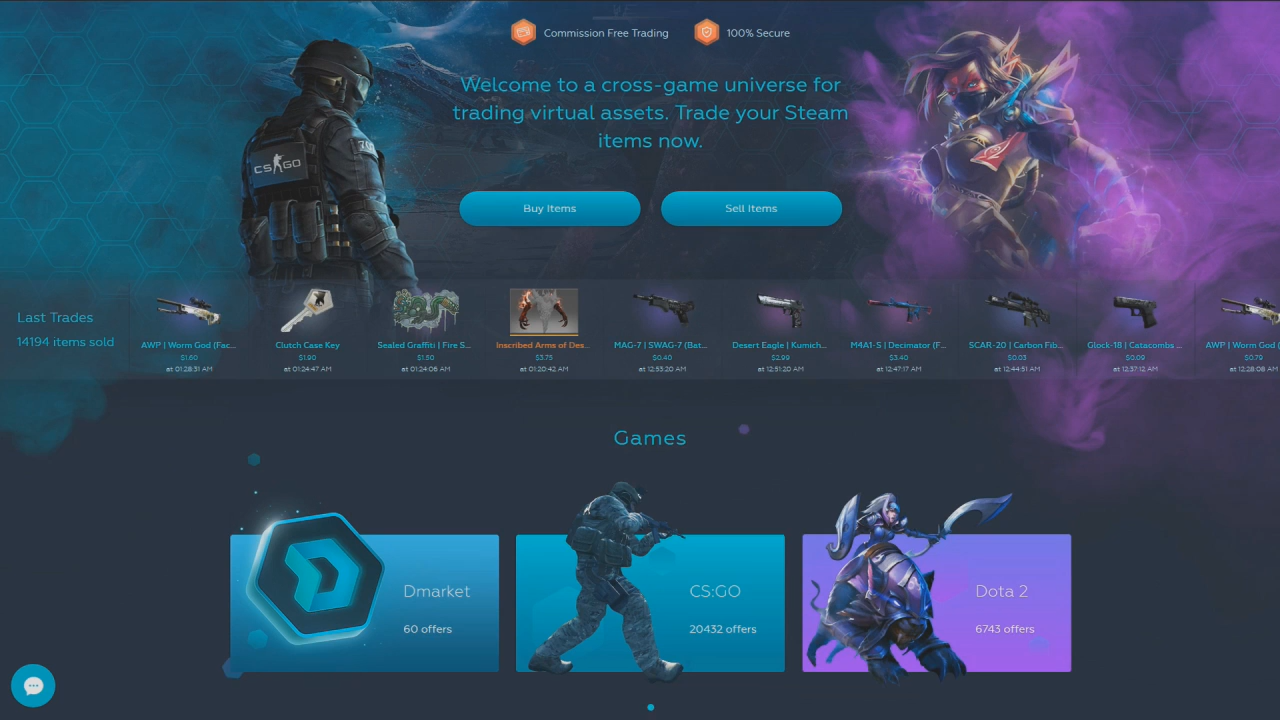 Commission Free Trading
100% Secure
Welcome to a cross-game universe for
trading virtual assets. Trade your Steam
items now.
CS GO
Buy Items
Sell Items
Last Trades
14194 items sold
AWP | Worm God (Fac...
$1.60
at 01:28:31 AM
Clutch Case Key
$1.90
at 01:24:47 AM
Sealed Graffiti | Fire S...
$1.50
at 01:24:06 AM
Inscribed Arms of Des...
$3.75
at 01:20:42 AM
MAG-7 | SWAG-7 (Bat...
$0.40
at 12:53:20 AM
Desert Eagle | Kumich...
$2.99
at 12:51:20 AM
M4A1-S | Decimator (F...
$3.40
at 12:47:17 AM
SCAR-20 | Carbon Fib...
$0.03
at 12:44:51 AM
Glock-18 | Catacombs ...
$0.09
at 12:37:12 AM
AWP | Worm God (
$0.79
at 12:28:08 AM
Games
Dmarket
60 offers
CS:GO
20432 offers
Dota 2
6743 offers